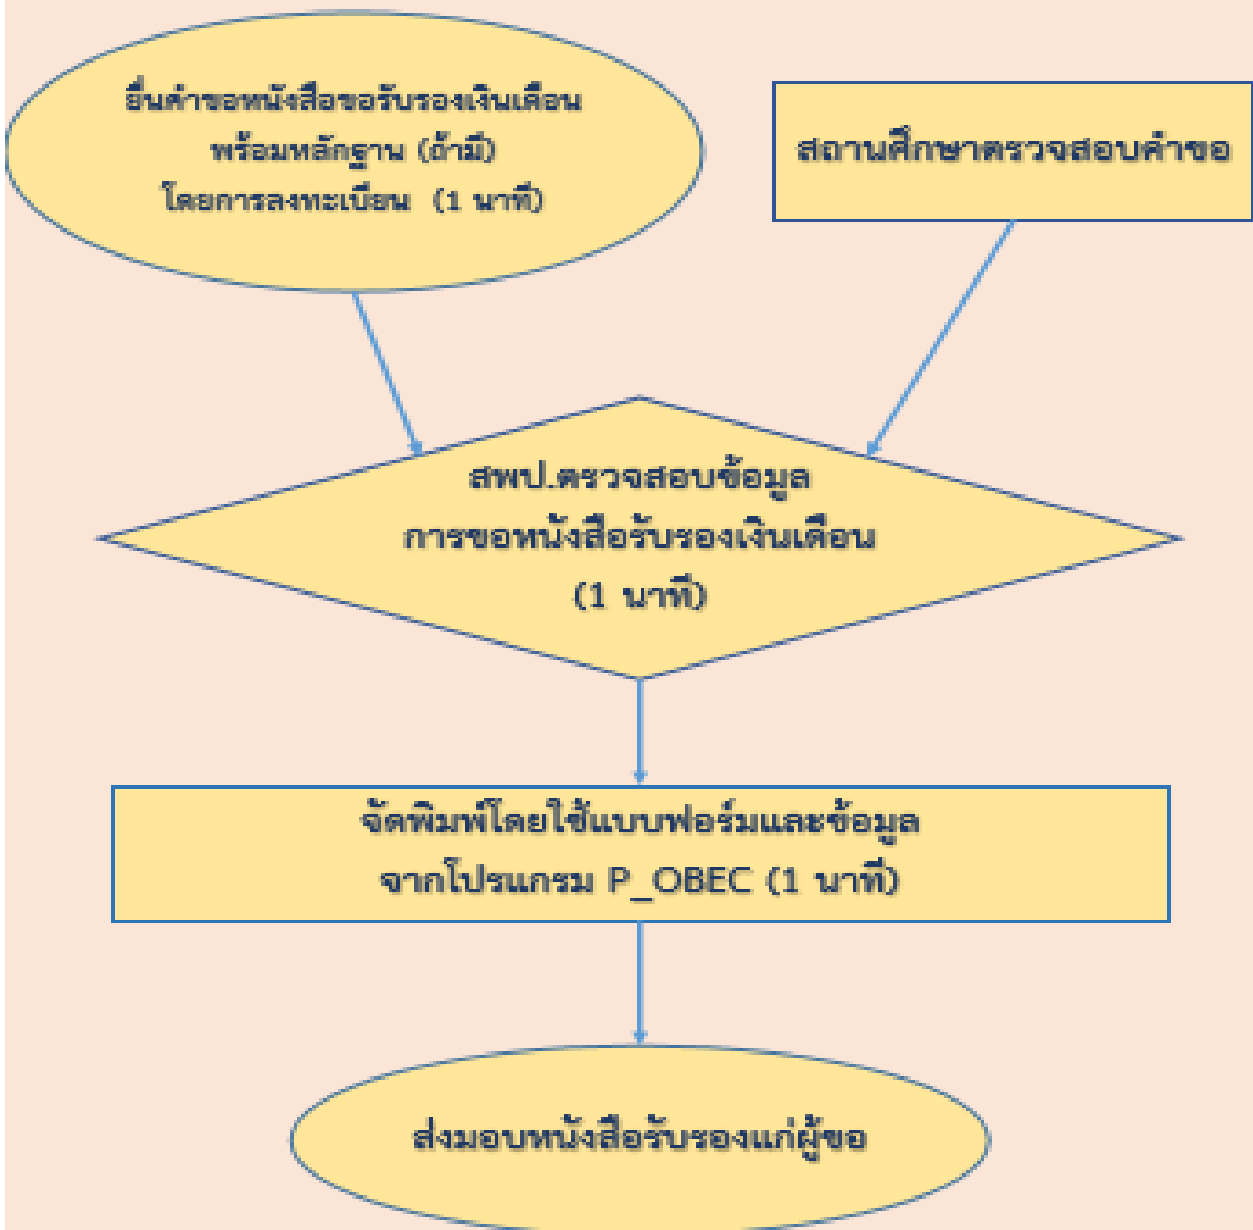 ยื่นคำขอหนังสือขอรับรองเงินเดือน
พร้อมหลักฐาน (ถ้ามี)
โดยการลงทะเบียน (1 นาที)
สถานศึกษาตรวจสอบคำขอ
สพป.ตรวจสอบข้อมูล
การขอหนังสือรับรองเงินเดือน
(1 นาที)
จัดพิมพ์โดยใช้แบบฟอร์มและข้อมูล
จากโปรแกรม P_OBEC (1 นาที)
ส่งมอบหนังสือรับรองแก่ผู้ขอ